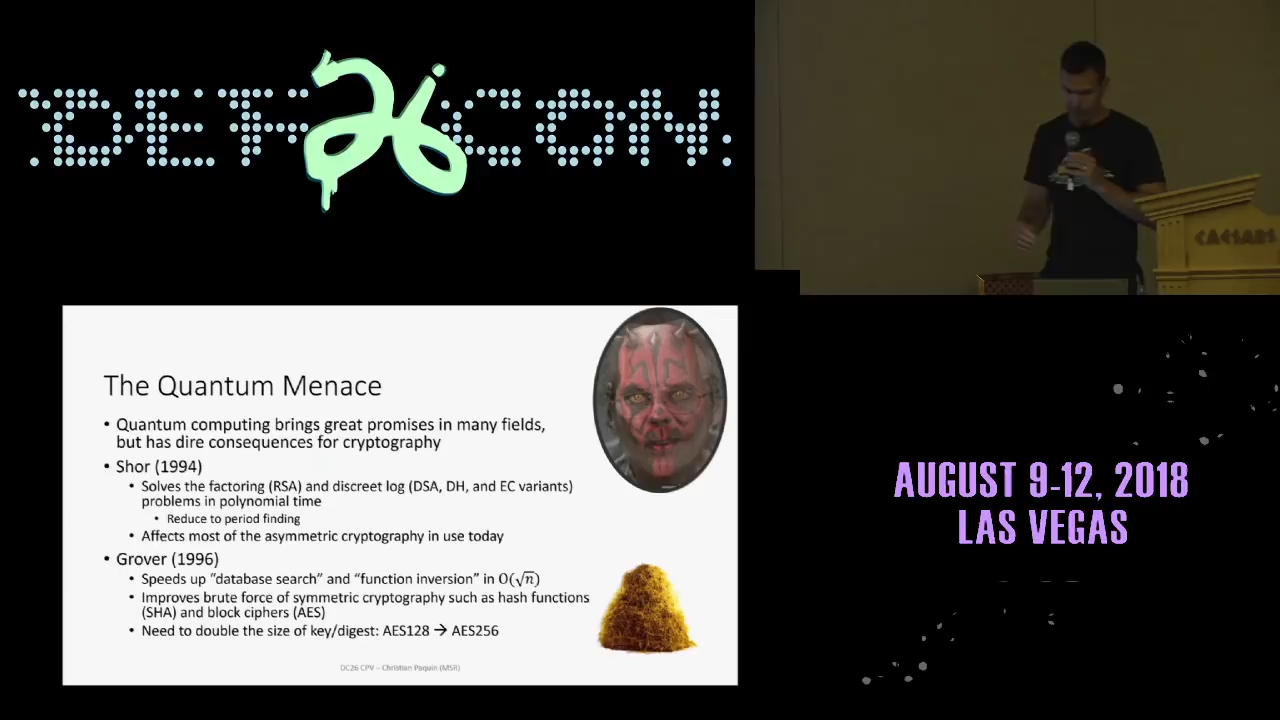 DEF CON
26
CAESARS
The Quantum Menace
• Quantum computing brings great promises in many fields,
but has dire consequences for cryptography
• Shor (1994)
• Solves the factoring (RSA) and discreet log (DSA, DH, and EC variants)
problems in polynomial time
• Reduce to period finding
• Affects most of the asymmetric cryptography in use today
• Grover (1996)
• Speeds up “database search” and “function inversion” in O(√n)
• Improves brute force of symmetric cryptography such as hash functions
(SHA) and block ciphers (AES)
• Need to double the size of key/digest: AES128 → AES256
DC26 CPV – Christian Paquin (MSR)
AUGUST 9-12, 2018
LAS VEGAS